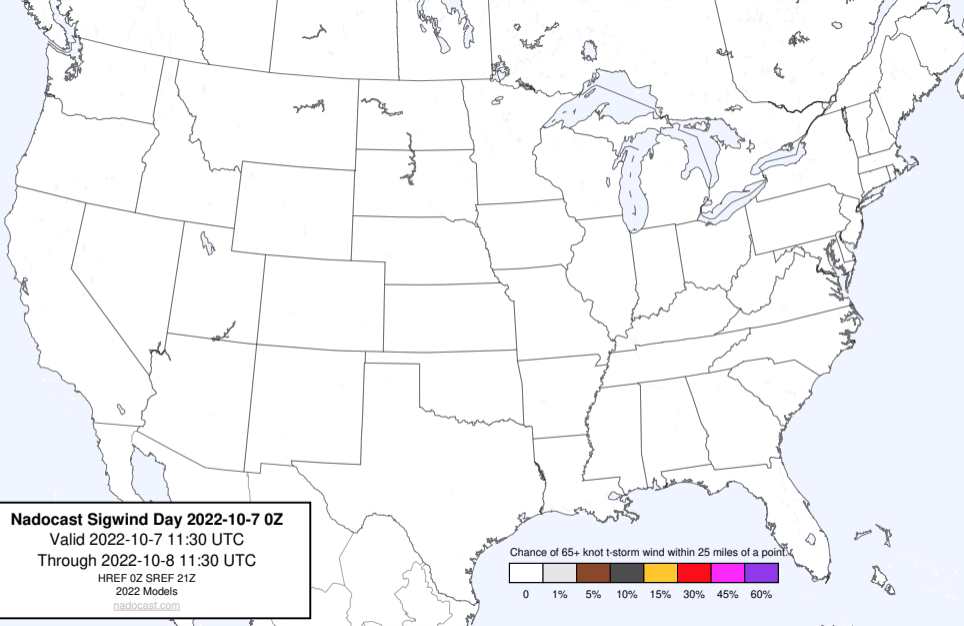 Nadocast Sigwind Day 2022-10-7 0Z
Valid 2022-10-7 11:30 UTC
Through 2022-10-8 11:30 UTC
HREF 0Z SREF 21Z
2022 Models
nadocast.com
Chance of 65+ knot t-storm wind within 25 miles of a point.
0 1% 5% 10% 15% 30% 45% 60%